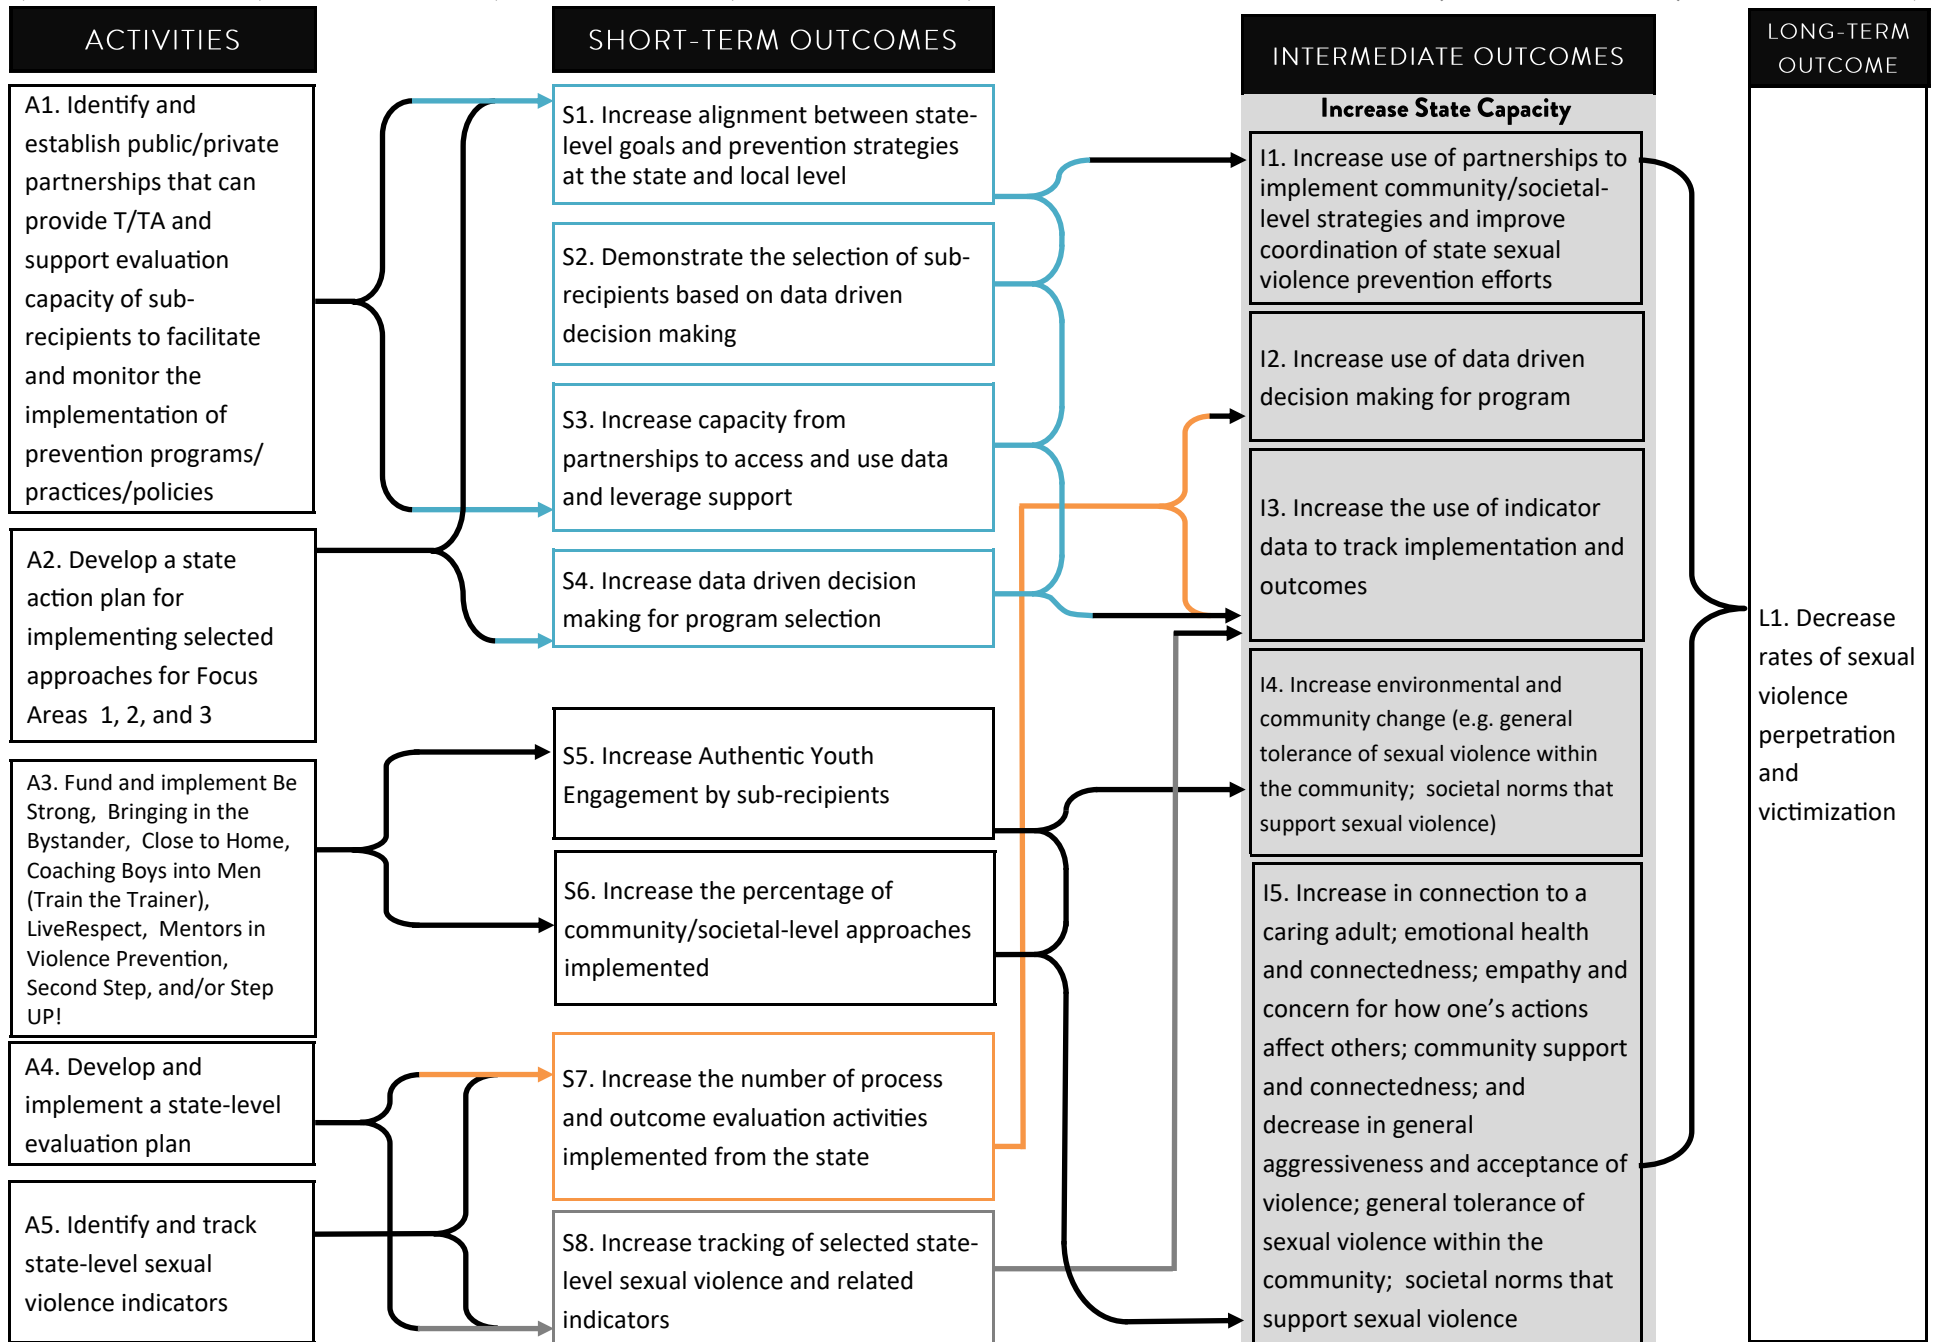 ACTIVITIES
A1. Identify and
establish public/private
partnerships that can
provide T/TA and
support evaluation
capacity of sub-
recipients to facilitate
and monitor the
implementation of
prevention programs/
practices/policies
A2. Develop a state
action plan for
implementing selected
approaches for Focus
Areas 1, 2, and 3
A3. Fund and implement Be
Strong, Bringing in the
Bystander, Close to Home,
Coaching Boys into Men
(Train the Trainer),
LiveRespect, Mentors in
Violence Prevention,
Second Step, and/or Step
UP!
A4. Develop and
implement a state-level
evaluation plan
A5. Identify and track
state-level sexual
violence indicators
SHORT-TERM OUTCOMES
S1. Increase alignment between state-
level goals and prevention strategies
at the state and local level
S2. Demonstrate the selection of sub-
recipients based on data driven
decision making
S3. Increase capacity from
partnerships to access and use data
and leverage support
S4. Increase data driven decision
making for program selection
S5. Increase Authentic Youth
Engagement by sub-recipients
S6. Increase the percentage of
community/societal-level approaches
implemented
S7. Increase the number of process
and outcome evaluation activities
implemented from the state
S8. Increase tracking of selected state-
level sexual violence and related
indicators
INTERMEDIATE OUTCOMES
Increase State Capacity
I1. Increase use of partnerships to
implement community/societal-
level strategies and improve
coordination of state sexual
violence prevention efforts
I2. Increase use of data driven
decision making for program
I3. Increase the use of indicator
data to track implementation and
outcomes
I4. Increase environmental and
community change (e.g. general
tolerance of sexual violence within
the community; societal norms that
support sexual violence)
I5. Increase in connection to a
caring adult; emotional health
and connectedness; empathy and
concern for how one’s actions
affect others; community support
and connectedness; and
decrease in general
aggressiveness and acceptance of
violence; general tolerance of
sexual violence within the
community; societal norms that
support sexual violence
LONG-TERM
OUTCOME
L1. Decrease
rates of sexual
violence
perpetration
and
victimization